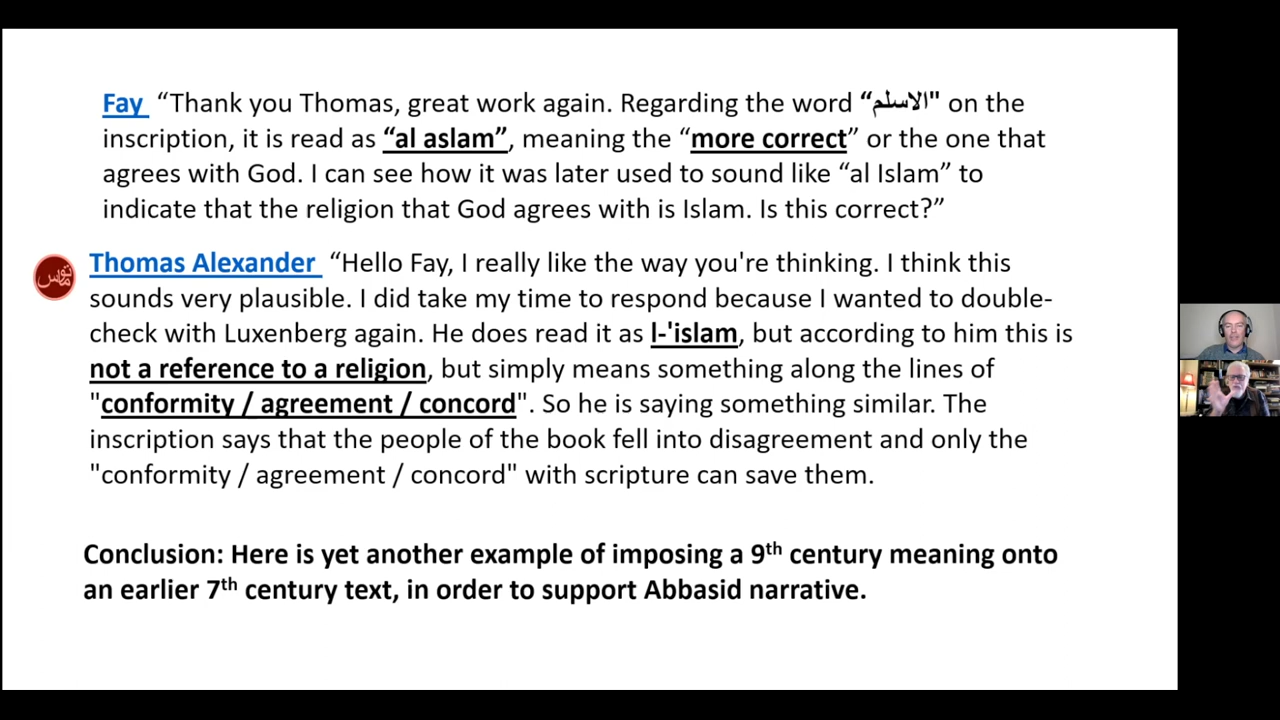 Fay “Thank you Thomas, great work again. Regarding the word “الاسلم" on the
inscription, it is read as “al aslam”, meaning the “more correct” or the one that
agrees with God. I can see how it was later used to sound like “al Islam” to
indicate that the religion that God agrees with is Islam. Is this correct?”
Thomas Alexander “Hello Fay, I really like the way you're thinking. I think this
sounds very plausible. I did take my time to respond because I wanted to double-
check with Luxenberg again. He does read it as l-'islam, but according to him this is
not a reference to a religion, but simply means something along the lines of
"conformity / agreement / concord". So he is saying something similar. The
inscription says that the people of the book fell into disagreement and only the
"conformity / agreement / concord" with scripture can save them.
Conclusion: Here is yet another example of imposing a 9th century meaning onto
an earlier 7th century text, in order to support Abbasid narrative.